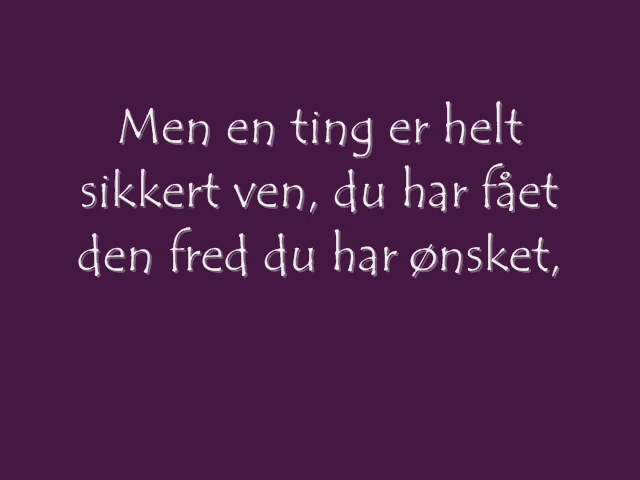 Men en ting er helt
sikkert ven, du har fået
den fred du har ønsket,